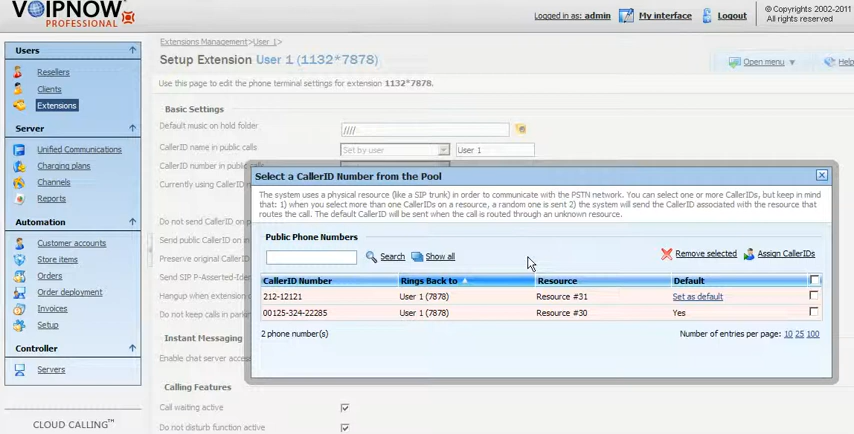 VOIPNOW
PROFESSIONAL
Logged in as: admin
My interface
Logout
© Copyrights 2002-2011
All rights reserved
Users
Resellers
Clients
Extensions
Server
Unified Communications
Charging plans
Channels
Reports
Automation
Customer accounts
Store items
Orders
Order deployment
Invoices
Setup
Controller
Servers
CLOUD CALLING™
Extensions Management> User 1 >
Setup Extension User 1 (1132*7878)
Open menu
Help
Use this page to edit the phone terminal settings for extension 1132*7878.
Basic Settings
Default music on hold folder
////
CallerID name in public calls
Set by user
User 1
CallerID number in public calls
Currently using CallerID n
Do not send CallerID on p
Send public CallerID on in
Preserve original CallerID
Send SIP P-Asserted-Iden
Hangup when extension c
Do not keep calls in parkin
Instant Messaging
Enable chat server access
Calling Features
Call waiting active
Do not disturb function active
Select a CallerID Number from the Pool
The system uses a physical resource (like a SIP trunk) in order to communicate with the PSTN network. You can select one or more CallerIDs, but keep in mind
that: 1) when you select more than one CallerIDs on a resource, a random one is sent 2) the system will send the CallerID associated with the resource that
routes the call. The default CallerID will be sent when the call is routed through an unknown resource.
Public Phone Numbers
Search
Show all
Remove selected
Assign CallerIDs
CallerID Number
Rings Back to
Resource
Default
212-12121
User 1 (7878)
Resource #31
Set as default
00125-324-22285
User 1 (7878)
Resource #30
Yes
2 phone number(s)
Number of entries per page: 10 25 100